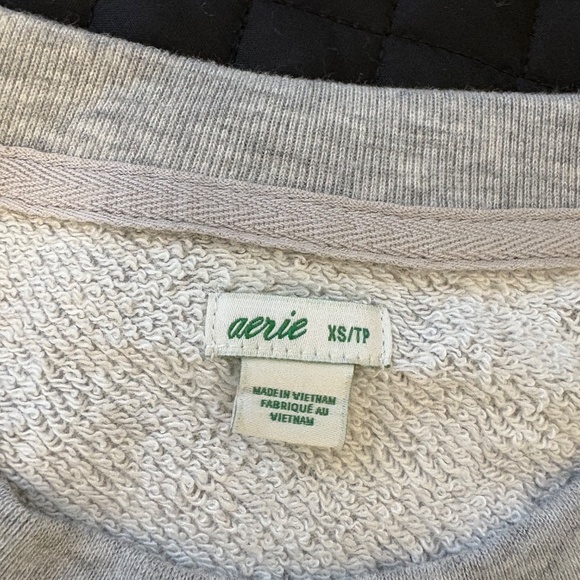 aerie XS/TP
MADE IN VIETNAM
FABRIQUÉ AU
VIETNAM